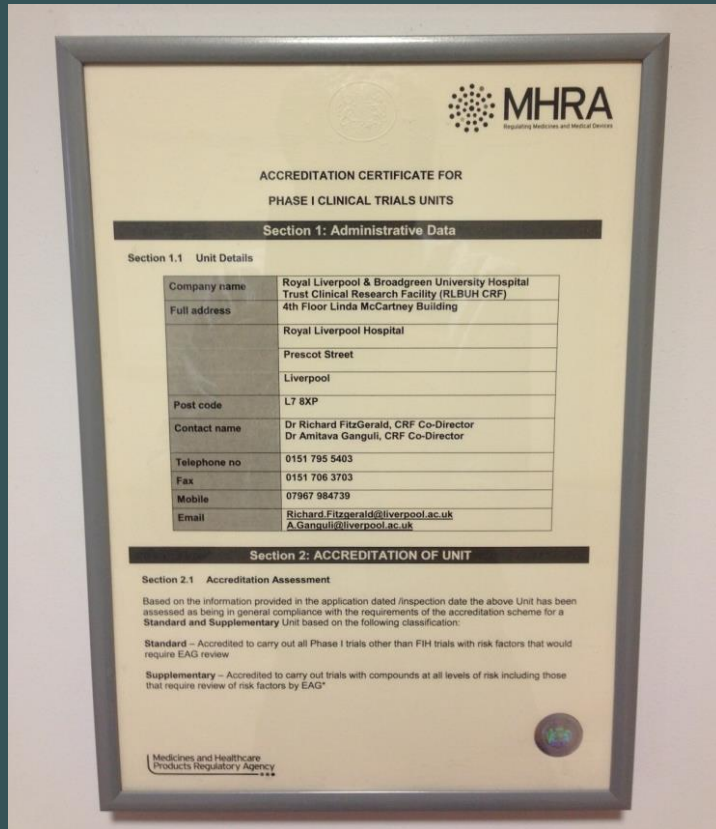 MHRA
Regulating Medicines and Medical Devices
ACCREDITATION CERTIFICATE FOR
PHASE I CLINICAL TRIALS UNITS
Section 1: Administrative Data
Section 1.1 Unit Details
Company name Royal Liverpool & Broadgreen University Hospital
Trust Clinical Research Facility (RLBUH CRF)
Full address 4th Floor Linda McCartney Building
Royal Liverpool Hospital
Prescot Street
Liverpool
Post code L7 8XP
Contact name Dr Richard FitzGerald, CRF Co-Director
Dr Amitava Ganguli, CRF Co-Director
Telephone no 0151 795 5403
Fax 0151 706 3703
Mobile 07967 984739
Email Richard.Fitzgerald@liverpool.ac.uk
A.Ganguli@liverpool.ac.uk
Section 2: ACCREDITATION OF UNIT
Section 2.1 Accreditation Assessment
Based on the information provided in the application dated /inspection date the above Unit has been
assessed as being in general compliance with the requirements of the accreditation scheme for a
Standard and Supplementary Unit based on the following classification:
Standard – Accredited to carry out all Phase I trials other than FIH trials with risk factors that would
require EAG review
Supplementary – Accredited to carry out trials with compounds at all levels of risk including those
that require review of risk factors by EAG*
Medicines and Healthcare
Products Regulatory Agency